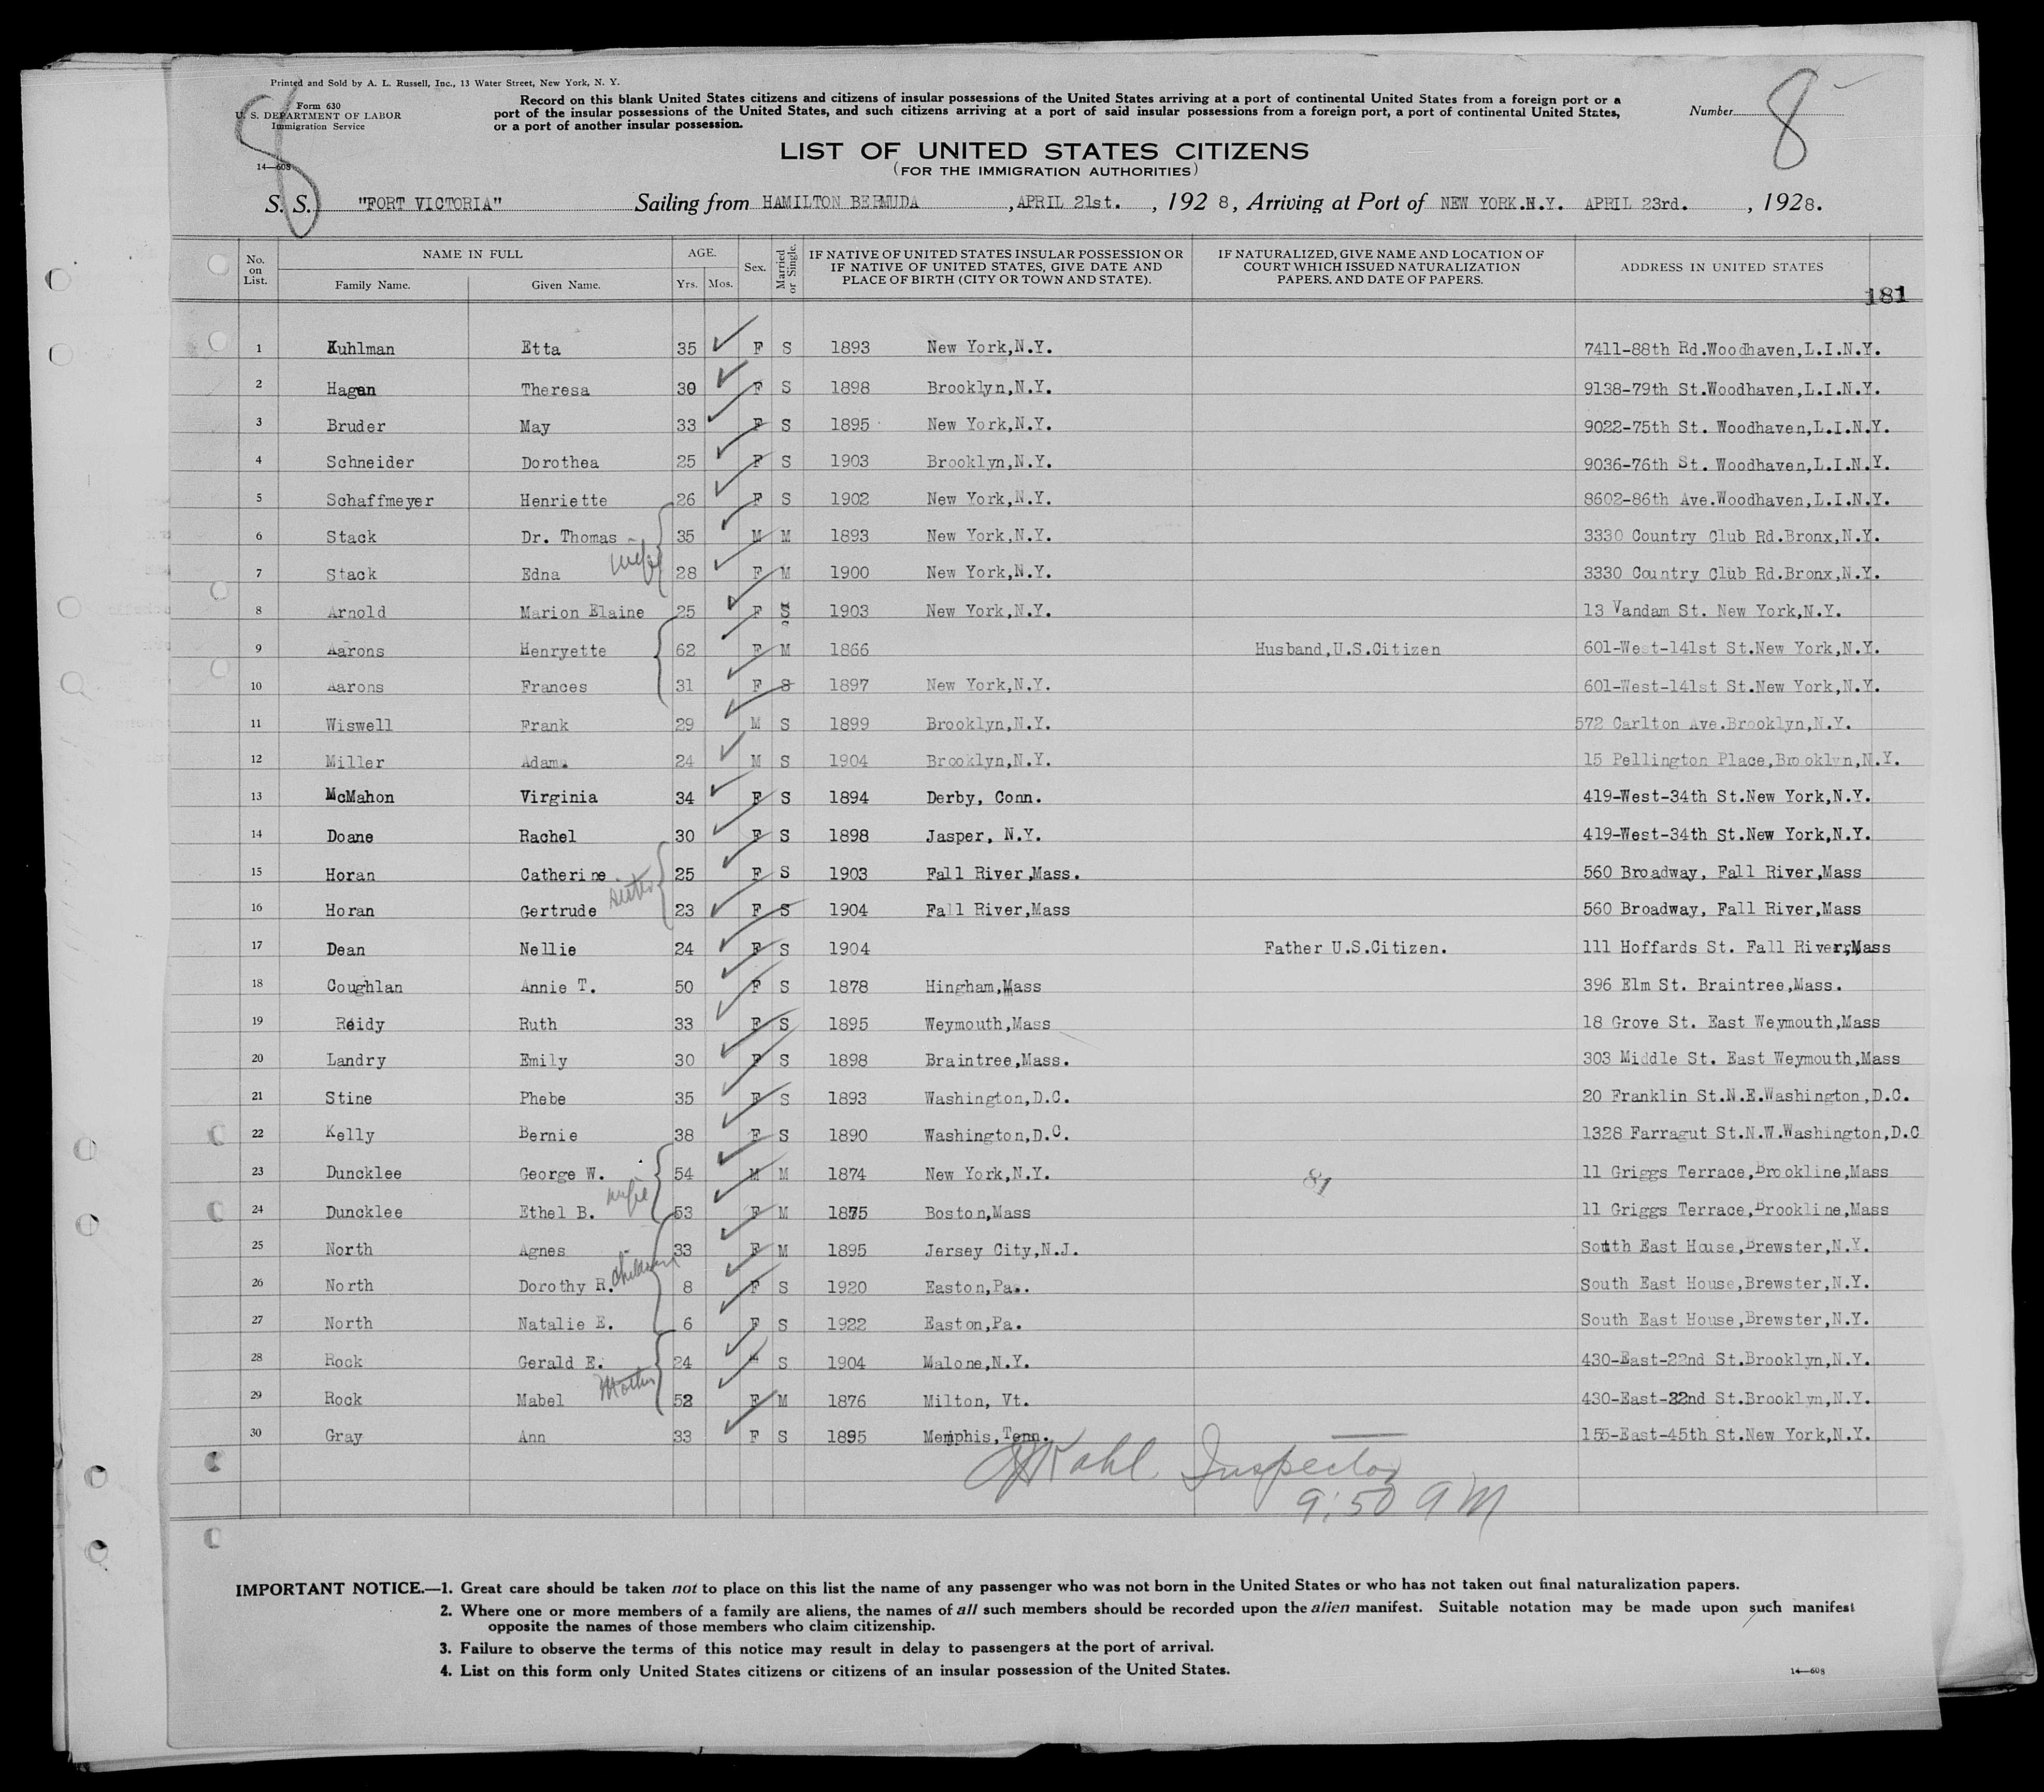 Printed and Sold by A. L. Russell, Inc., 13 Water Street, New York, N. Y.
Form 630
U. S. DEPARTMENT OF LABOR
Immigration Service
14—608
8
Record on this blank United States citizens and citizens of insular possessions of the United States arriving at a port of continental United States from a foreign port or a
port of the insular possessions of the United States, and such citizens arriving at a port of said insular possessions from a foreign port, a port of continental United States,
or a port of another insular possession.
Number 8
LIST OF UNITED STATES CITIZENS
(FOR THE IMMIGRATION AUTHORITIES)
S. S. "FORT VICTORIA" Sailing from HAMILTON BERMUDA , APRIL 21st. , 192 8, Arriving at Port of NEW YORK.N.Y. APRIL 23rd. , 1928.
No. on List. NAME IN FULL Family Name. Given Name. AGE. Yrs. Mos. Sex. Married or Single. IF NATIVE OF UNITED STATES INSULAR POSSESSION OR IF NATIVE OF UNITED STATES, GIVE DATE AND PLACE OF BIRTH (CITY OR TOWN AND STATE). IF NATURALIZED, GIVE NAME AND LOCATION OF COURT WHICH ISSUED NATURALIZATION PAPERS, AND DATE OF PAPERS. ADDRESS IN UNITED STATES
181
1 Kuhlman Etta 35 F S 1893 New York,N.Y. 7411-88th Rd.Woodhaven,L.I.N.Y.
2 Hagen Theresa 30 F S 1898 Brooklyn,N.Y. 9138-79th St.Woodhaven,L.I.N.Y.
3 Bruder May 33 F S 1895 New York,N.Y. 9022-75th St. Woodhaven,L.I.N.Y.
4 Schneider Dorothea 25 F S 1903 Brooklyn,N.Y. 9036-76th St. Woodhaven,L.I.N.Y.
5 Schaffmeyer Henriette 26 F S 1902 New York,N.Y. 8602-86th Ave.Woodhaven,L.I.N.Y.
6 Stack Dr. Thomas 35 M M 1893 New York,N.Y. 3330 Country Club Rd.Bronx,N.Y.
7 Stack Edna wife 28 F M 1900 New York,N.Y. 3330 Country Club Rd.Bronx,N.Y.
8 Arnold Marion Elaine 25 F S 1903 New York,N.Y. 13 Vandam St. New York,N.Y.
9 Aarons Henryette 62 F M 1866 Husband,U.S.Citizen 601-West-141st St.New York,N.Y.
10 Aarons Frances 31 F S 1897 New York,N.Y. 601-West-141st St.New York,N.Y.
11 Wiswell Frank 29 M S 1899 Brooklyn,N.Y. 572 Carlton Ave.Brooklyn,N.Y.
12 Miller Adam 24 M S 1904 Brooklyn,N.Y. 15 Pellington Place,Brooklyn,N.Y.
13 McMahon Virginia 34 F S 1894 Derby, Conn. 419-West-34th St.New York,N.Y.
14 Doane Rachel 30 F S 1898 Jasper, N.Y. 419-West-34th St.New York,N.Y.
15 Horan Catherine 25 F S 1903 Fall River,Mass. 560 Broadway, Fall River,Mass
16 Horan Gertrude sister 23 F S 1904 Fall River,Mass 560 Broadway, Fall River,Mass
17 Dean Nellie 24 F S 1904 Father U.S.Citizen. 111 Hoffards St. Fall River,Mass
18 Coughlan Annie T. 50 F S 1878 Hingham,Mass 396 Elm St. Braintree,Mass.
19 Reidy Ruth 33 F S 1895 Weymouth,Mass 18 Grove St. East Weymouth,Mass
20 Landry Emily 30 F S 1898 Braintree,Mass. 303 Middle St. East Weymouth,Mass
21 Stine Phebe 35 F S 1893 Washington,D.C. 20 Franklin St.N.E.Washington,D.C.
22 Kelly Bernie 38 F S 1890 Washington,D.C. 1328 Farragut St.N.W.Washington,D.C
23 Duncklee George W. 54 M M 1874 New York,N.Y. 81 11 Griggs Terrace,Brookline,Mass
24 Duncklee Ethel B. wife 53 F M 1875 Boston,Mass 11 Griggs Terrace,Brookline,Mass
25 North Agnes 33 F M 1895 Jersey City,N.J. South East House,Brewster,N.Y.
26 North Dorothy R. children 8 F S 1920 Easton,Pa.. South East House,Brewster,N.Y.
27 North Natalie E. 6 F S 1922 Easton,Pa. South East House,Brewster,N.Y.
28 Rock Gerald E. 24 M S 1904 Malone,N.Y. 430-East-22nd St.Brooklyn,N.Y.
29 Rock Mabel Mother 52 F M 1876 Milton, Vt. 430-East-22nd St.Brooklyn,N.Y.
30 Gray Ann 33 F S 1895 Memphis,Tenn. 155-East-45th St.New York,N.Y.
Kahl Inspector
9:50 AM
IMPORTANT NOTICE.—1. Great care should be taken not to place on this list the name of any passenger who was not born in the United States or who has not taken out final naturalization papers.
2. Where one or more members of a family are aliens, the names of all such members should be recorded upon the alien manifest. Suitable notation may be made upon such manifest
opposite the names of those members who claim citizenship.
3. Failure to observe the terms of this notice may result in delay to passengers at the port of arrival.
4. List on this form only United States citizens or citizens of an insular possession of the United States.
14—608